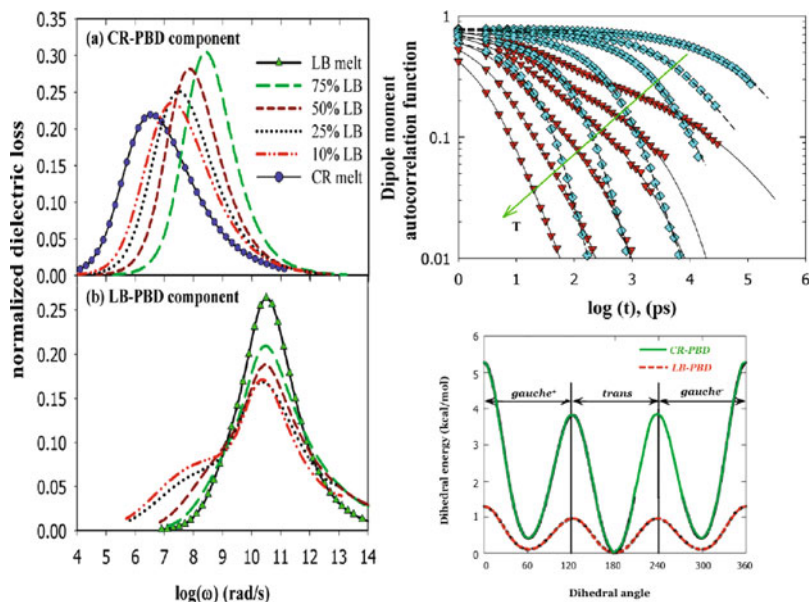 (a) CR-PBD component
LB melt
75% LB
50% LB
25% LB
10% LB
CR melt
0.30
0.25
0.20
0.15
0.10
0.05
0.00
(b) LB-PBD component
0.25
0.20
0.15
0.10
0.05
0.00
4 5 6 7 8 9 10 11 12 13 14
log(ω) (rad/s)
normalized dielectric loss
1
0.1
0.01
T
0 1 2 3 4 5 6
log (t), (ps)
Dipole moment
autocorrelation function
CR-PBD
LB-PBD
gauche⁺ trans gauche⁻
6
5
4
3
2
1
0
0 60 120 180 240 300 360
Dihedral angle
Dihedral energy (kcal/mol)